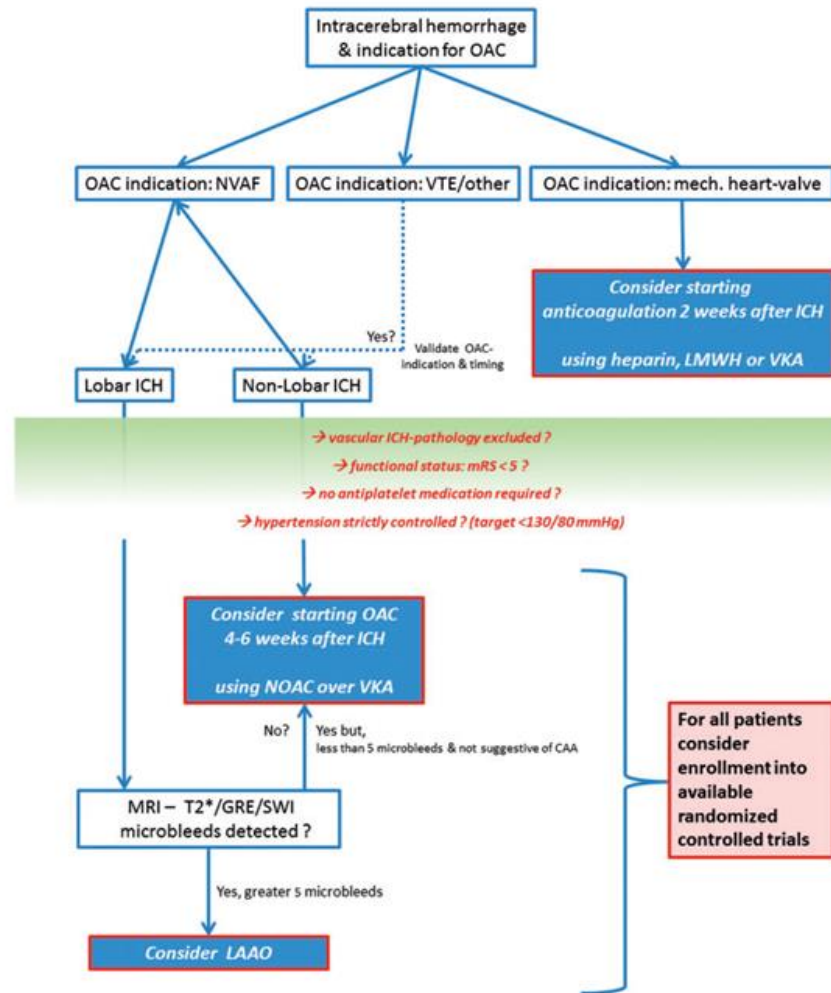 Intracerebral hemorrhage
& indication for OAC
OAC indication: NVAF
OAC indication: VTE/other
OAC indication: mech. heart-valve
Consider starting
anticoagulation 2 weeks after ICH
using heparin, LMWH or VKA
Yes?
Validate OAC-
indication & timing
Lobar ICH
Non-Lobar ICH
→ vascular ICH-pathology excluded ?
→ functional status: mRS < 5 ?
→ no antiplatelet medication required ?
→ hypertension strictly controlled ? (target <130/80 mmHg)
Consider starting OAC
4-6 weeks after ICH
using NOAC over VKA
No?
Yes but,
less than 5 microbleeds & not suggestive of CAA
For all patients
consider
enrollment into
available
randomized
controlled trials
MRI – T2*/GRE/SWI
microbleeds detected ?
Yes, greater 5 microbleeds
Consider LAAO